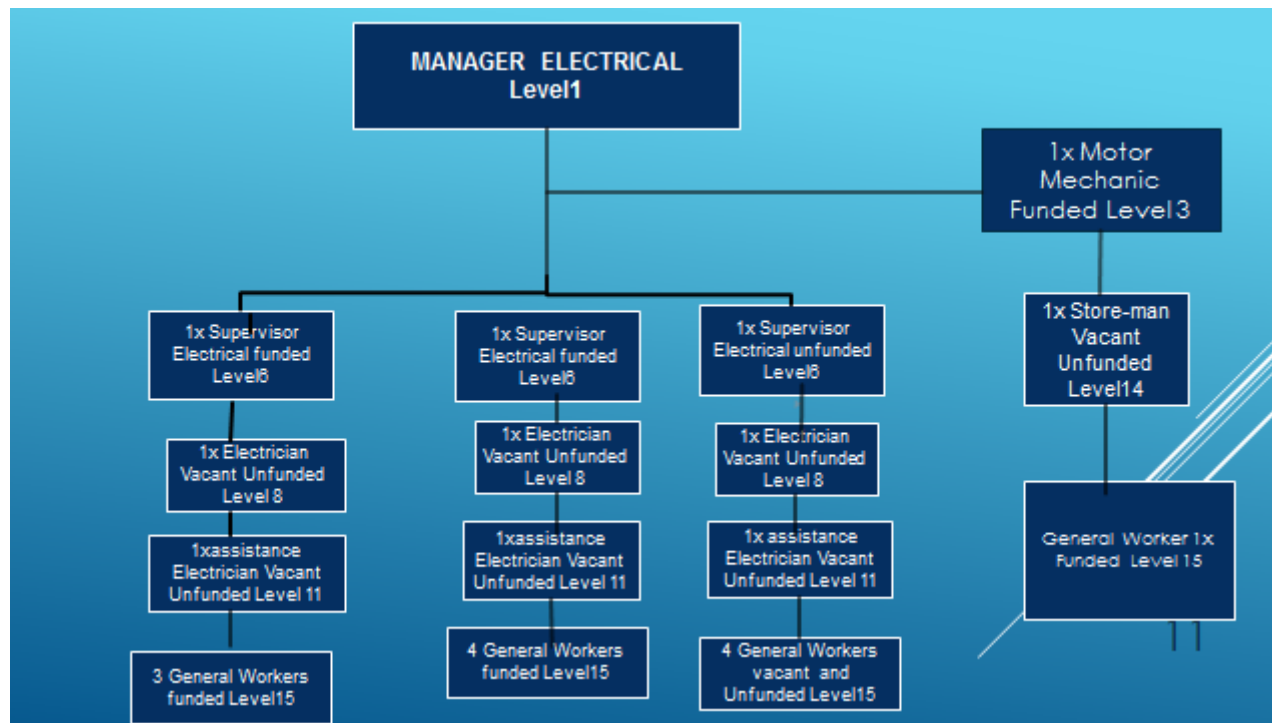 MANAGER ELECTRICAL
Level1
1x Motor
Mechanic
Funded Level 3
1x Supervisor
Electrical funded
Level6
1x Supervisor
Electrical funded
Level6
1x Supervisor
Electrical unfunded
Level6
1x Store-man
Vacant
Unfunded
Level14
1x Electrician
Vacant Unfunded
Level 8
1x Electrician
Vacant Unfunded
Level 8
1x Electrician
Vacant Unfunded
Level 8
1xassistance
Electrician Vacant
Unfunded Level 11
1xassistance
Electrician Vacant
Unfunded Level 11
1x assistance
Electrician Vacant
Unfunded Level 11
General Worker 1x
Funded Level 15
3 General Workers
funded Level15
4 General Workers
funded Level15
4 General Workers
vacant and
Unfunded Level15
11